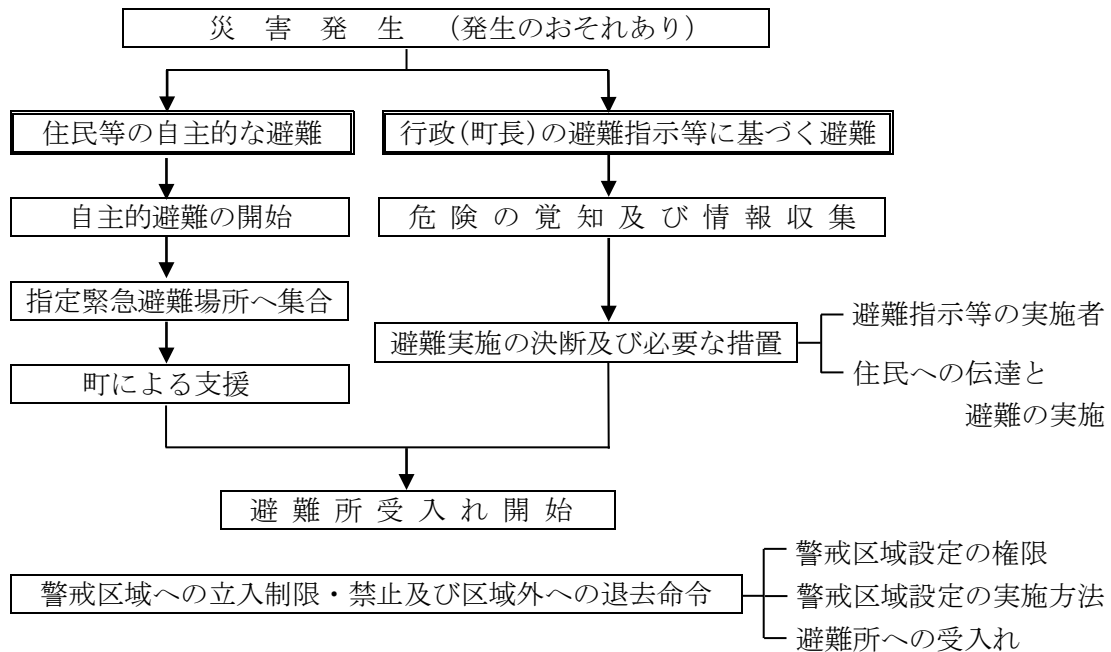 災害発生 (発生のおそれあり)
住民等の自主的な避難
行政(町長)の避難指示等に基づく避難
自主的避難の開始
危険の覚知及び情報収集
指定緊急避難場所へ集合
避難実施の決断及び必要な措置
避難指示等の実施者
住民への伝達と
避難の実施
町による支援
避難所受入れ開始
警戒区域への立入制限・禁止及び区域外への退去命令
警戒区域設定の権限
警戒区域設定の実施方法
避難所への受入れ